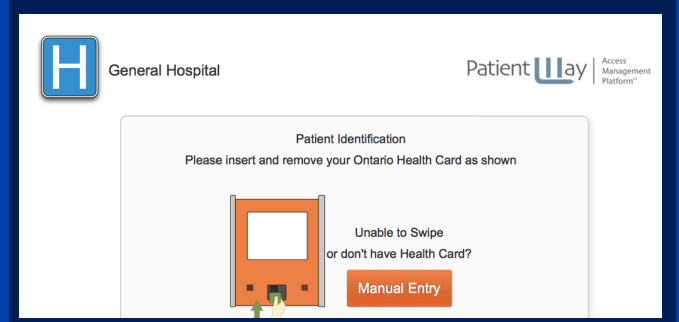 H
General Hospital
PatientWay
Access
Management
Platform™
Patient Identification
Please insert and remove your Ontario Health Card as shown
Unable to Swipe
or don't have Health Card?
Manual Entry